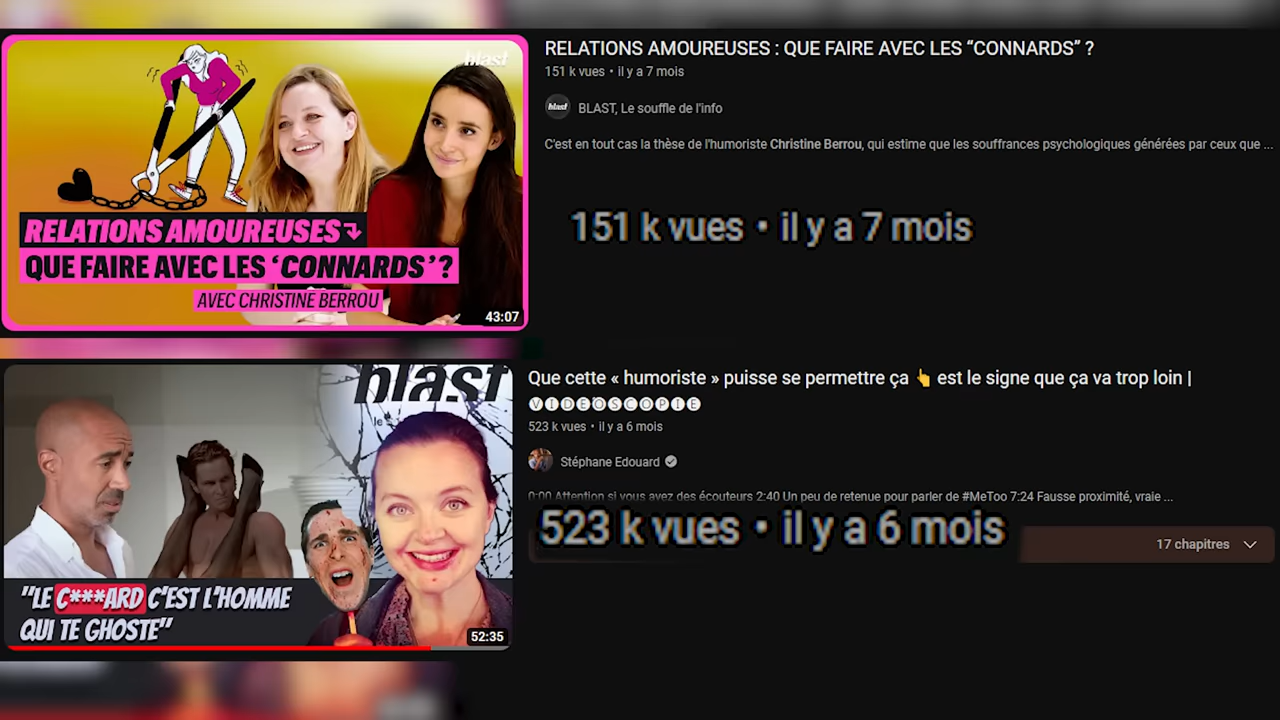 blast
RELATIONS AMOUREUSES
QUE FAIRE AVEC LES ‘CONNARDS’ ?
AVEC CHRISTINE BERROU
43:07
RELATIONS AMOUREUSES : QUE FAIRE AVEC LES “CONNARDS” ?
151 k vues • il y a 7 mois
blast BLAST, Le souffle de l'info
C'est en tout cas la thèse de l'humoriste Christine Berrou, qui estime que les souffrances psychologiques générées par ceux que ...
151 k vues • il y a 7 mois
blast
le
"LE C***ARD C'EST L'HOMME
QUI TE GHOSTE"
52:35
Que cette « humoriste » puisse se permettre ça 👆 est le signe que ça va trop loin |
🅥🅘🅓🅔🅞🅢🅒🅞🅟🅘🅔
523 k vues • il y a 6 mois
Stéphane Edouard
0:00 Attention si vous avez des écouteurs 2:40 Un peu de retenue pour parler de #MeToo 7:24 Fausse proximité, vraie ...
523 k vues • il y a 6 mois
17 chapitres